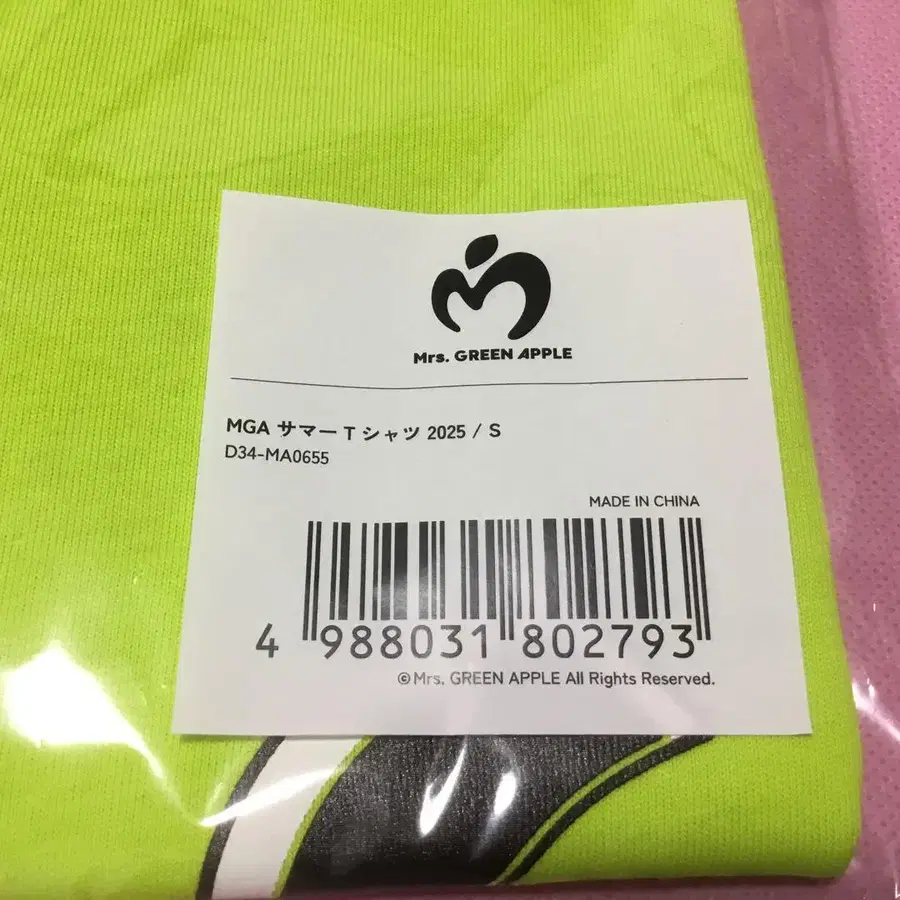 Mrs. GREEN APPLE
MGA サマー T シャツ 2025 / S
D34-MA0655
MADE IN CHINA
4 988031 802793
©Mrs. GREEN APPLE All Rights Reserved.